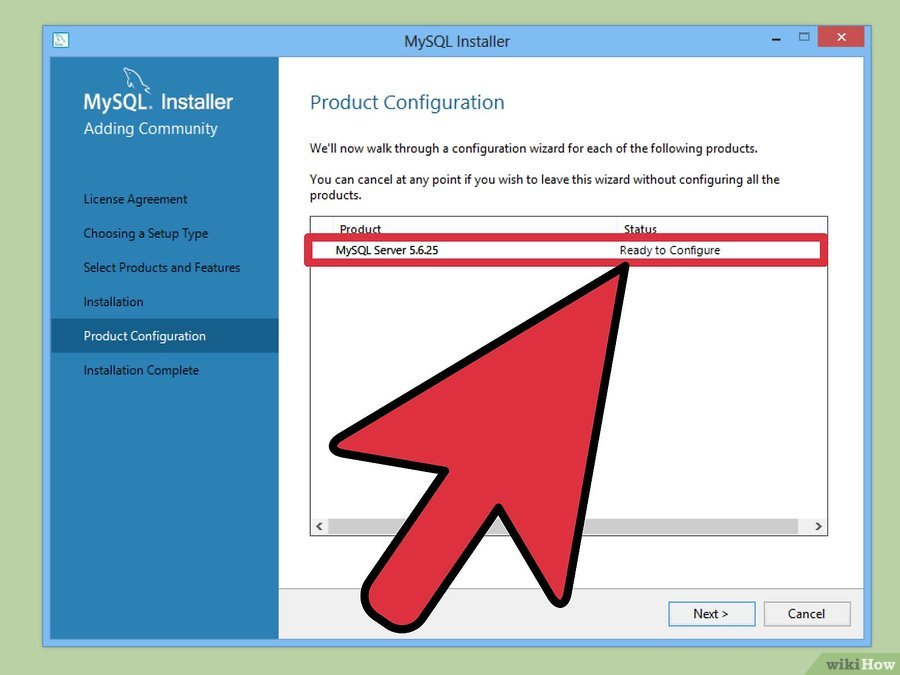 MySQL Installer
MySQL. Installer
Adding Community
License Agreement
Choosing a Setup Type
Select Products and Features
Installation
Product Configuration
Installation Complete
Product Configuration
We'll now walk through a configuration wizard for each of the following products.
You can cancel at any point if you wish to leave this wizard without configuring all the
products.
Product Status
MySQL Server 5.6.25 Ready to Configure
Next > Cancel
wikiHow